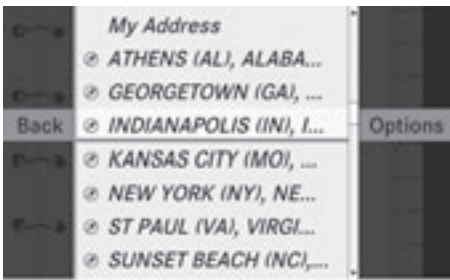 My Address
ATHENS (AL), ALABA...
GEORGETOWN (GA), ...
Back INDIANAPOLIS (IN), I... Options
KANSAS CITY (MO), ...
NEW YORK (NY), NE...
ST PAUL (VA), VIRGI...
SUNSET BEACH (NC),...